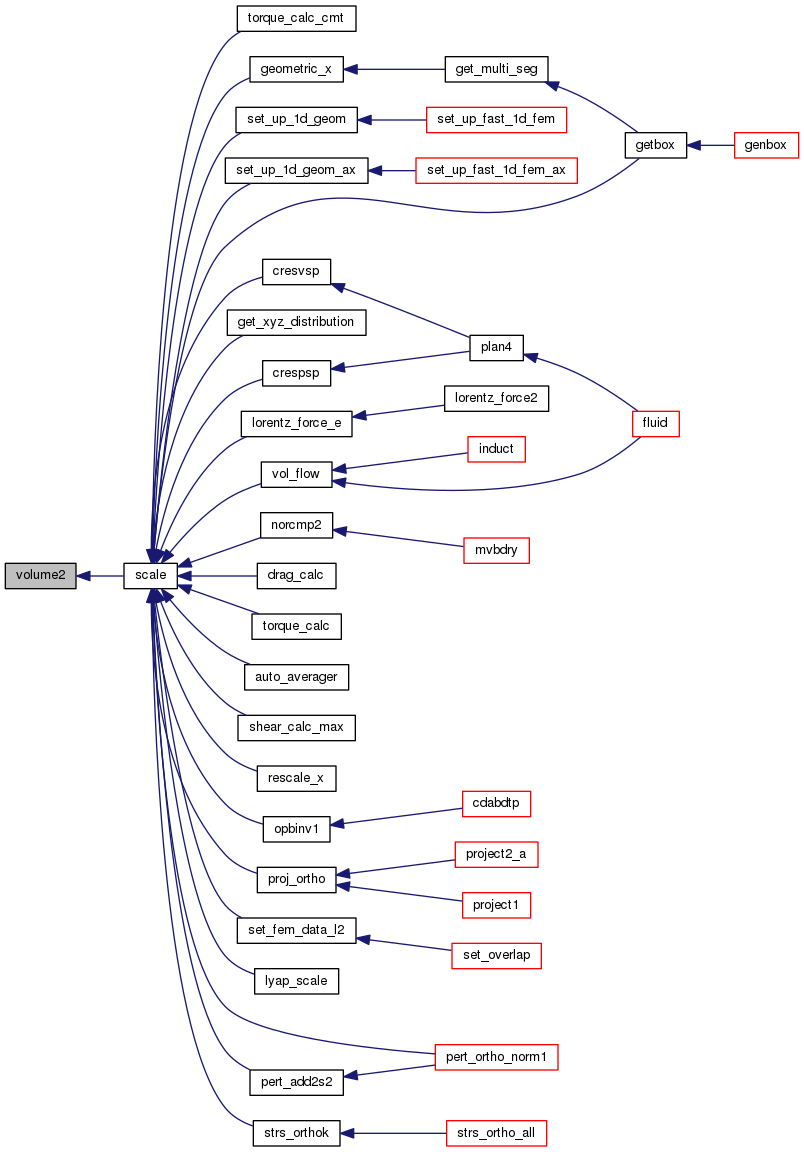 torque_calc_cmt
geometric_x
get_multi_seg
set_up_1d_geom
set_up_fast_1d_fem
getbox
genbox
set_up_1d_geom_ax
set_up_fast_1d_fem_ax
cresvsp
get_xyz_distribution
plan4
crespsp
lorentz_force2
lorentz_force_e
fluid
induct
vol_flow
norcmp2
mvbdry
volume2
scale
drag_calc
torque_calc
auto_averager
shear_calc_max
rescale_x
cdabdtp
opbinv1
project2_a
proj_ortho
project1
set_fem_data_l2
set_overlap
lyap_scale
pert_ortho_norm1
pert_add2s2
strs_orthok
strs_ortho_all